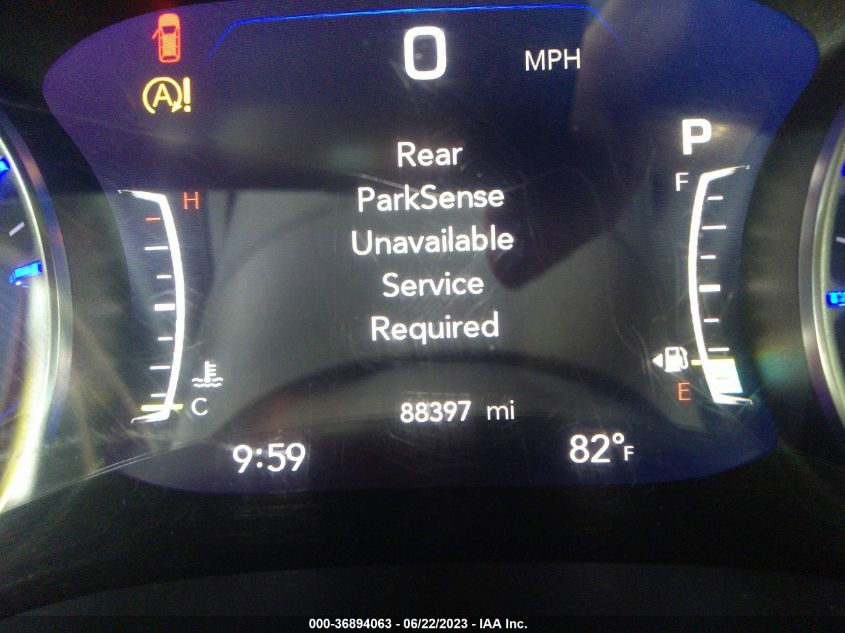 0 MPH
A !
P
Rear
ParkSense
Unavailable
Service
Required
H
F
C
E
88397 mi
9:59
82°F
000-36894063 - 06/22/2023 - IAA Inc.